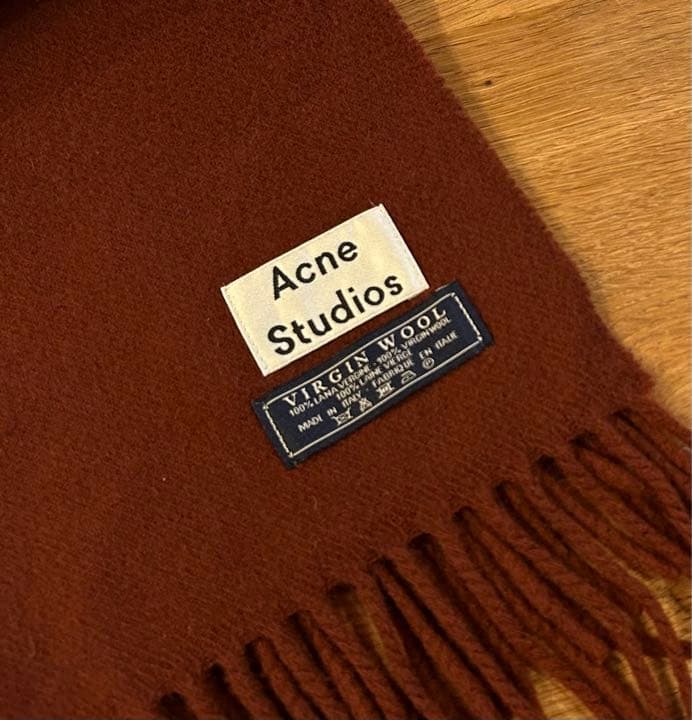 Acne
Studios
VIRGIN WOOL
100% LANA VERGINE · 100% VIRGIN WOOL
100% LAINE VIERGE
MADE IN ITALY · FABRIQUE EN ITALIE